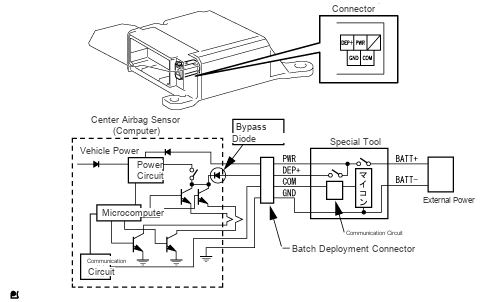 Connector
DEP+ PWR
GND COM
Center Airbag Sensor
(Computer)
Bypass
Diode
Special Tool
Vehicle Power
Power
Circuit
PWR
DEP+
COM
GND
BATT+
BATT−
マイコン
External Power
Microcomputer
Communication Circuit
Batch Deployment Connector
Communication
Circuit